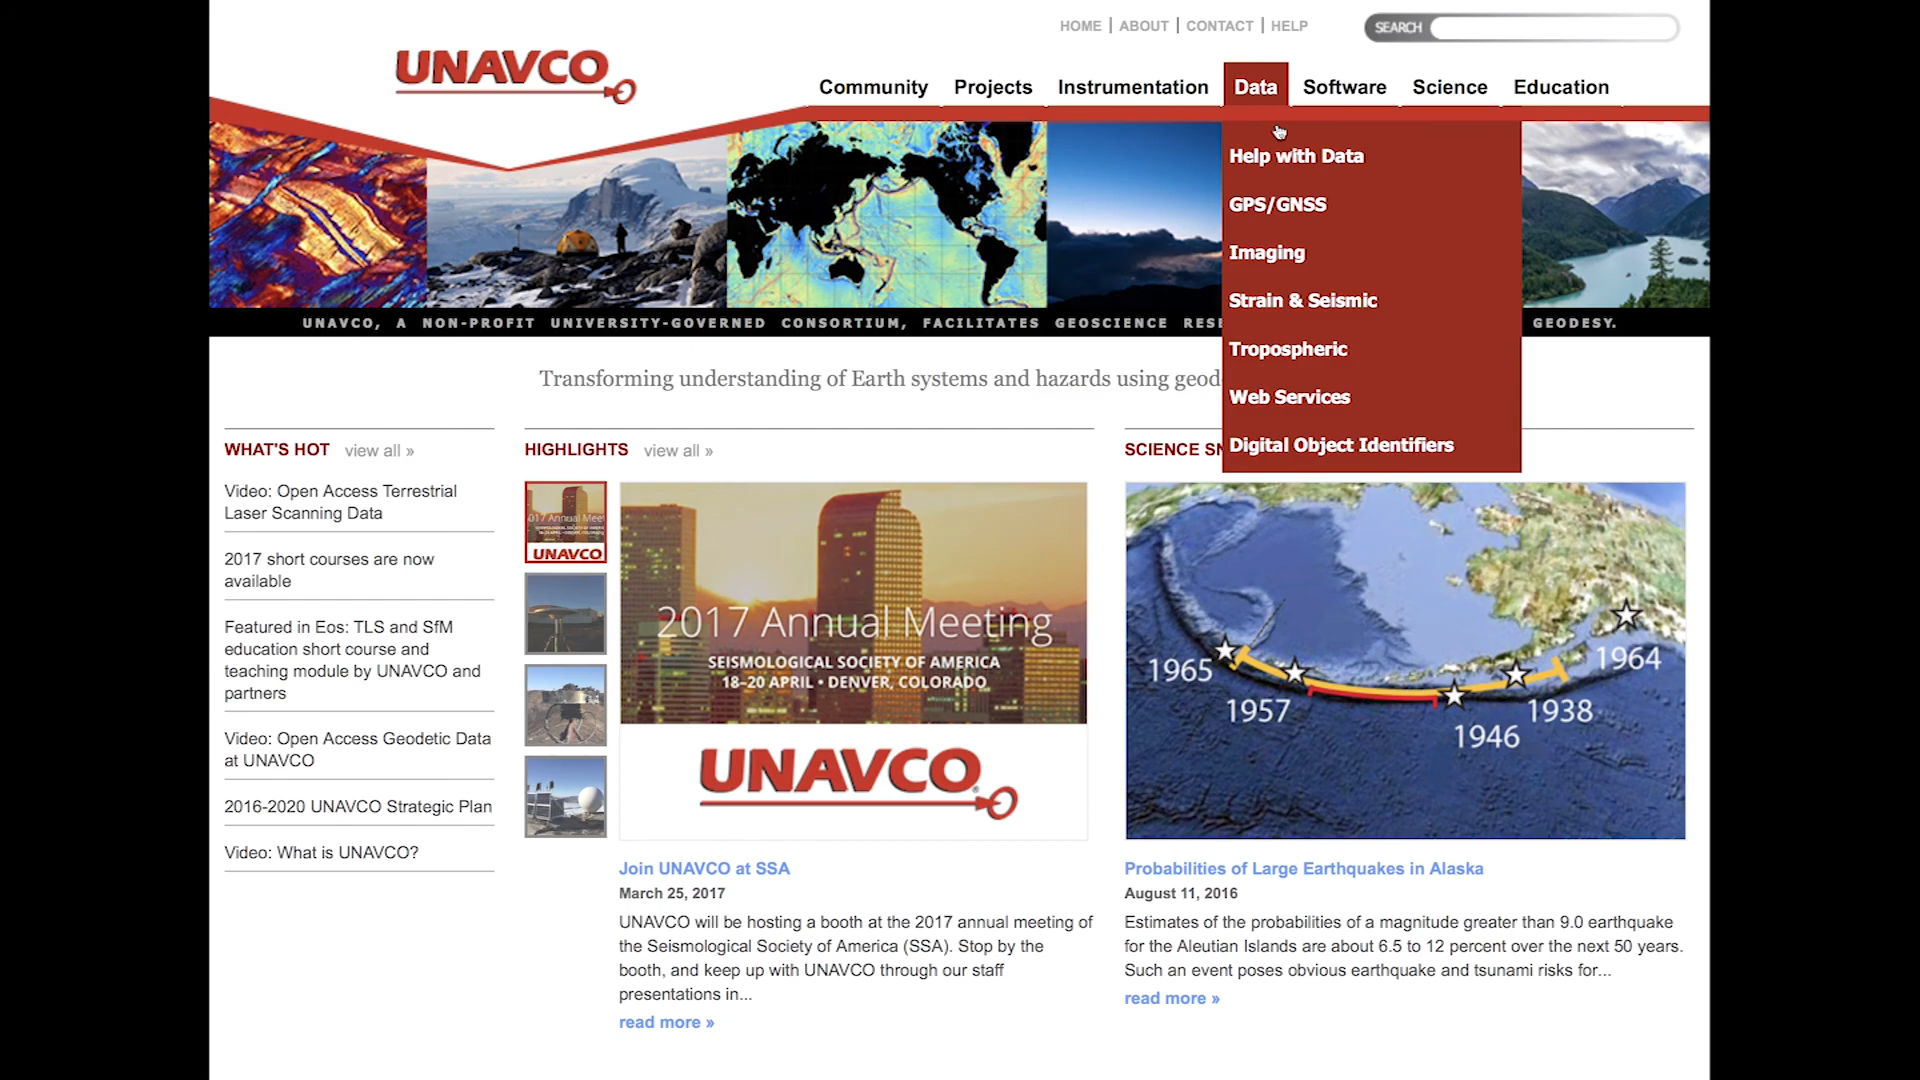 HOME | ABOUT | CONTACT | HELP
SEARCH
UNAVCO
Community Projects Instrumentation Data Software Science Education
Help with Data
GPS/GNSS
Imaging
Strain & Seismic
Tropospheric
Web Services
Digital Object Identifiers
UNAVCO, A NON-PROFIT UNIVERSITY-GOVERNED CONSORTIUM, FACILITATES GEOSCIENCE RESE GEODESY.
Transforming understanding of Earth systems and hazards using geod
WHAT'S HOT view all »
Video: Open Access Terrestrial
Laser Scanning Data
2017 short courses are now
available
Featured in Eos: TLS and SfM
education short course and
teaching module by UNAVCO and
partners
Video: Open Access Geodetic Data
at UNAVCO
2016-2020 UNAVCO Strategic Plan
Video: What is UNAVCO?
HIGHLIGHTS view all »
UNAVCO
2017 Annual Meeting
SEISMOLOGICAL SOCIETY OF AMERICA
18–20 APRIL • DENVER, COLORADO
UNAVCO
Join UNAVCO at SSA
March 25, 2017
UNAVCO will be hosting a booth at the 2017 annual meeting of
the Seismological Society of America (SSA). Stop by the
booth, and keep up with UNAVCO through our staff
presentations in...
read more »
SCIENCE SN
1965
1957
1946
1938
1964
Probabilities of Large Earthquakes in Alaska
August 11, 2016
Estimates of the probabilities of a magnitude greater than 9.0 earthquake
for the Aleutian Islands are about 6.5 to 12 percent over the next 50 years.
Such an event poses obvious earthquake and tsunami risks for...
read more »